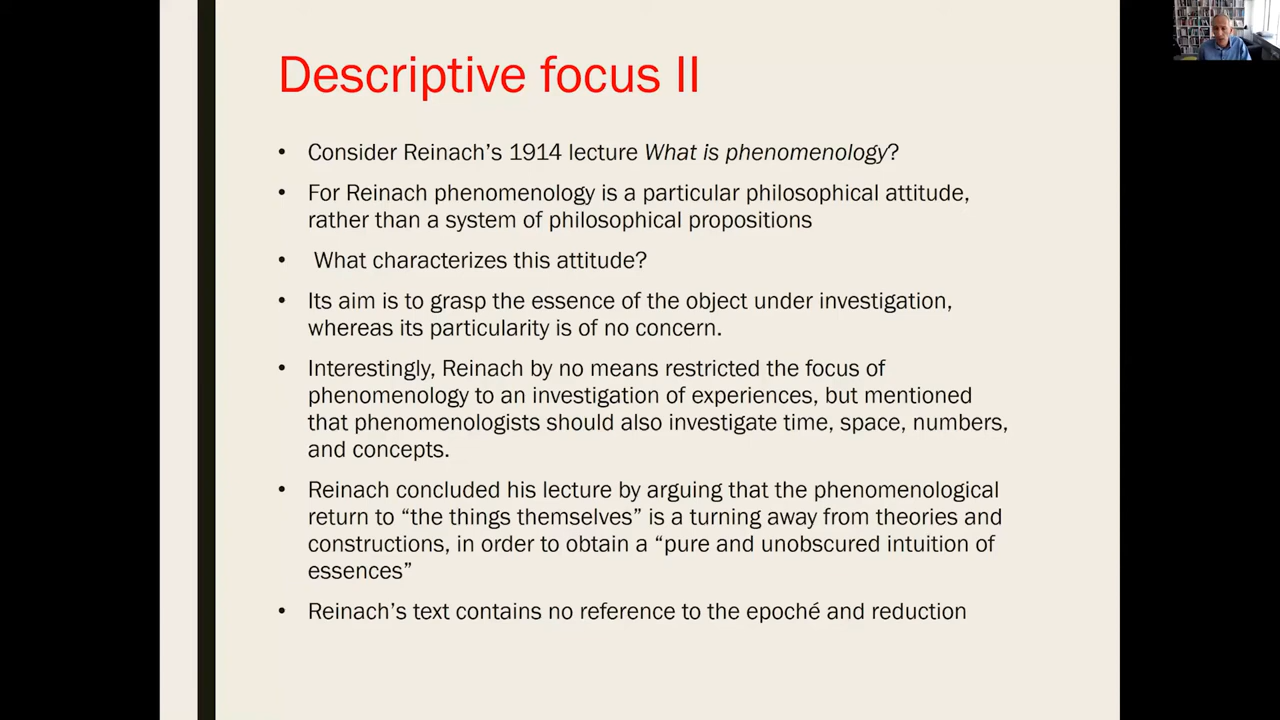 Descriptive focus II
• Consider Reinach's 1914 lecture What is phenomenology?
• For Reinach phenomenology is a particular philosophical attitude,
rather than a system of philosophical propositions
• What characterizes this attitude?
• Its aim is to grasp the essence of the object under investigation,
whereas its particularity is of no concern.
• Interestingly, Reinach by no means restricted the focus of
phenomenology to an investigation of experiences, but mentioned
that phenomenologists should also investigate time, space, numbers,
and concepts.
• Reinach concluded his lecture by arguing that the phenomenological
return to “the things themselves” is a turning away from theories and
constructions, in order to obtain a “pure and unobscured intuition of
essences”
• Reinach's text contains no reference to the epoché and reduction